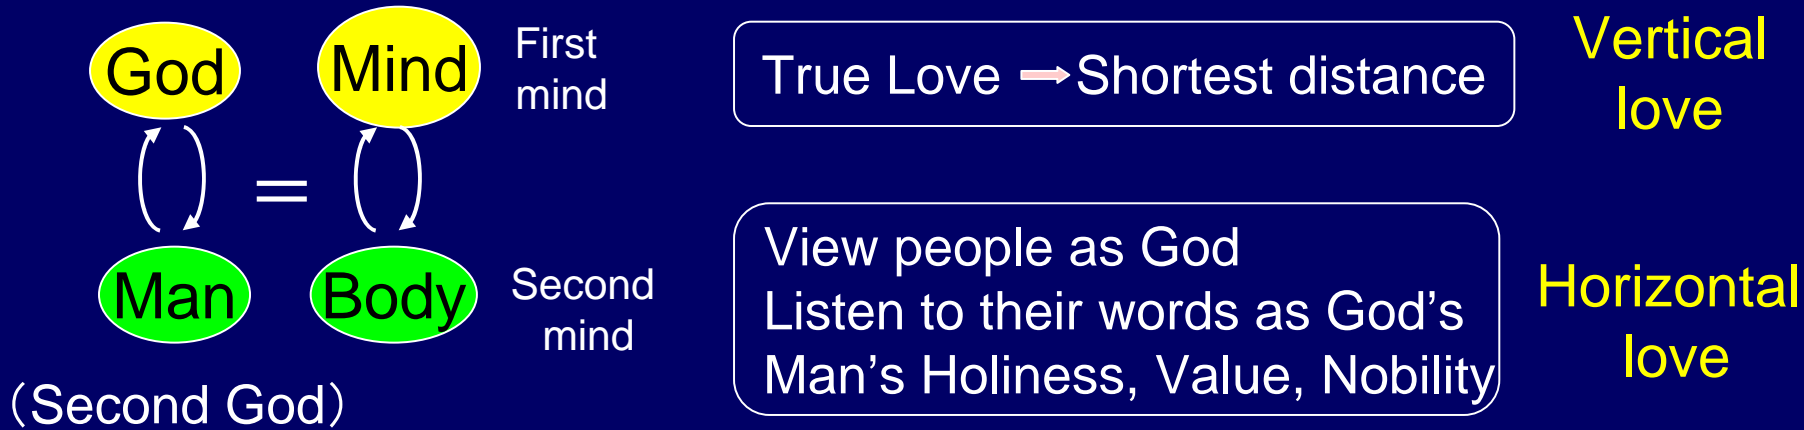 God
Mind
First
mind
=
Man
Body
Second
mind
(Second God)
True Love → Shortest distance
Vertical
love
View people as God
Listen to their words as God's
Man's Holiness, Value, Nobility
Horizontal
love